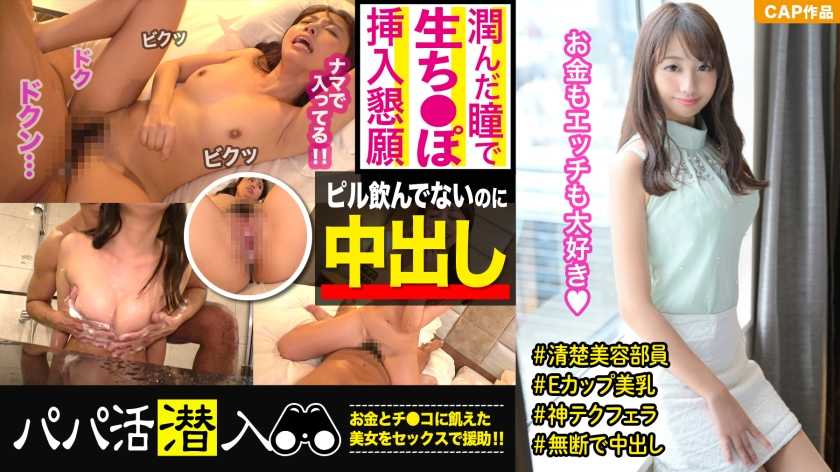 CAP作品
潤んだ瞳で
生ち●ぽ
挿入懇願
ピル飲んでないのに
中出し
ビクッ
ナマで
入ってる!!
ドク
ドクン…
ビクッ
お金もエッチも大好き♥
#清楚美容部員
#Eカップ美乳
#神テクフェラ
#無断で中出し
パパ活潜入
お金とチ●コに飢えた
美女をセックスで援助!!